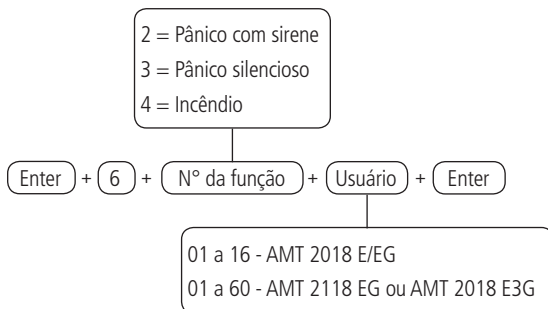 2 = Pânico com sirene
3 = Pânico silencioso
4 = Incêndio
Enter + 6 + N° da função + Usuário + Enter
01 a 16 - AMT 2018 E/EG
01 a 60 - AMT 2118 EG ou AMT 2018 E3G